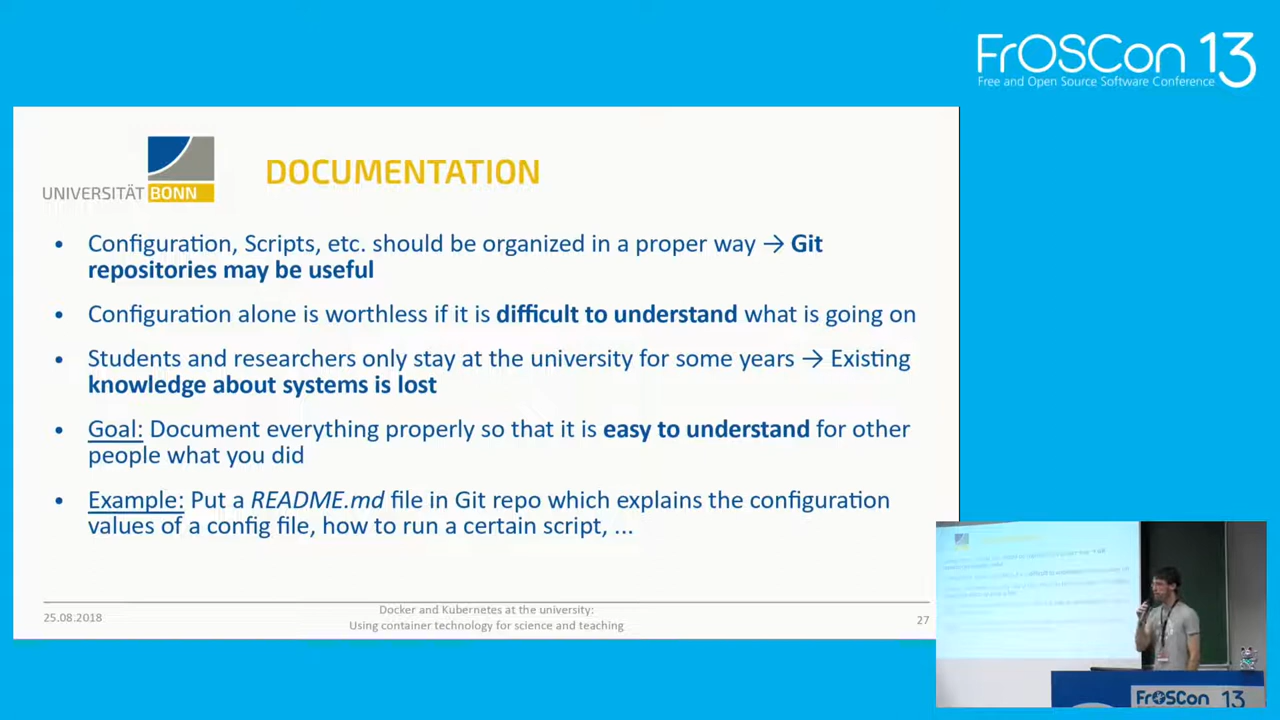 FrOSCon 13
Free and Open Source Software Conference
UNIVERSITÄT BONN
DOCUMENTATION
• Configuration, Scripts, etc. should be organized in a proper way → Git
repositories may be useful
• Configuration alone is worthless if it is difficult to understand what is going on
• Students and researchers only stay at the university for some years → Existing
knowledge about systems is lost
• Goal: Document everything properly so that it is easy to understand for other
people what you did
• Example: Put a README.md file in Git repo which explains the configuration
values of a config file, how to run a certain script, ...
25.08.2018
Docker and Kubernetes at the university:
Using container technology for science and teaching
27
FrOSCon 13